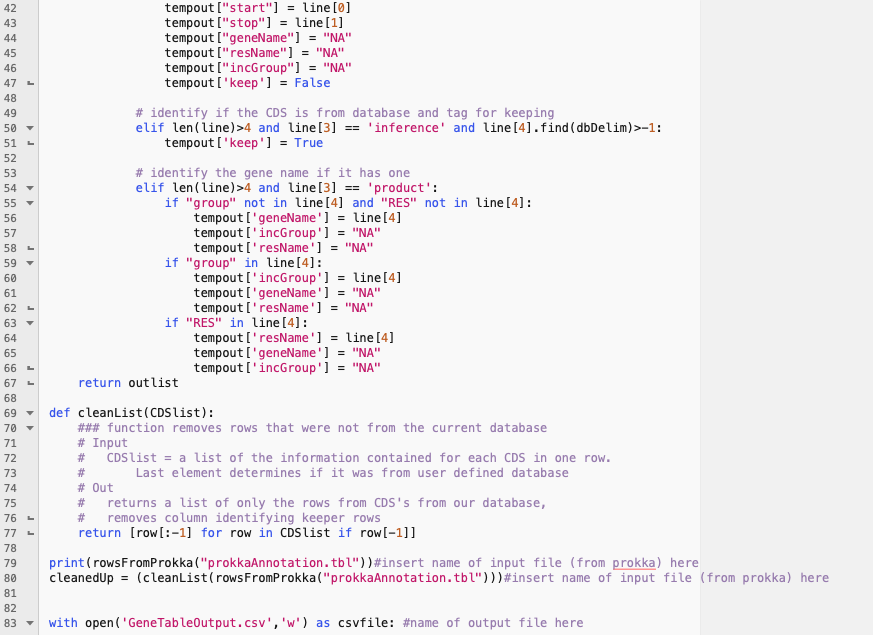 42 tempout["start"] = line[0]
43 tempout["stop"] = line[1]
44 tempout["geneName"] = "NA"
45 tempout["resName"] = "NA"
46 tempout["incGroup"] = "NA"
47 tempout['keep'] = False
48
49 # identify if the CDS is from database and tag for keeping
50 elif len(line)>4 and line[3] == 'inference' and line[4].find(dbDelim)>-1:
51 tempout['keep'] = True
52
53 # identify the gene name if it has one
54 elif len(line)>4 and line[3] == 'product':
55 if "group" not in line[4] and "RES" not in line[4]:
56 tempout['geneName'] = line[4]
57 tempout['incGroup'] = "NA"
58 tempout['resName'] = "NA"
59 if "group" in line[4]:
60 tempout['incGroup'] = line[4]
61 tempout['geneName'] = "NA"
62 tempout['resName'] = "NA"
63 if "RES" in line[4]:
64 tempout['resName'] = line[4]
65 tempout['geneName'] = "NA"
66 tempout['incGroup'] = "NA"
67 return outlist
68
69 def cleanList(CDSlist):
70 ### function removes rows that were not from the current database
71 # Input
72 # CDSlist = a list of the information contained for each CDS in one row.
73 # Last element determines if it was from user defined database
74 # Out
75 # returns a list of only the rows from CDS's from our database,
76 # removes column identifying keeper rows
77 return [row[:-1] for row in CDSlist if row[-1]]
78
79 print(rowsFromProkka("prokkaAnnotation.tbl"))#insert name of input file (from prokka) here
80 cleanedUp = (cleanList(rowsFromProkka("prokkaAnnotation.tbl")))#insert name of input file (from prokka) here
81
82
83 with open('GeneTableOutput.csv','w') as csvfile: #name of output file here